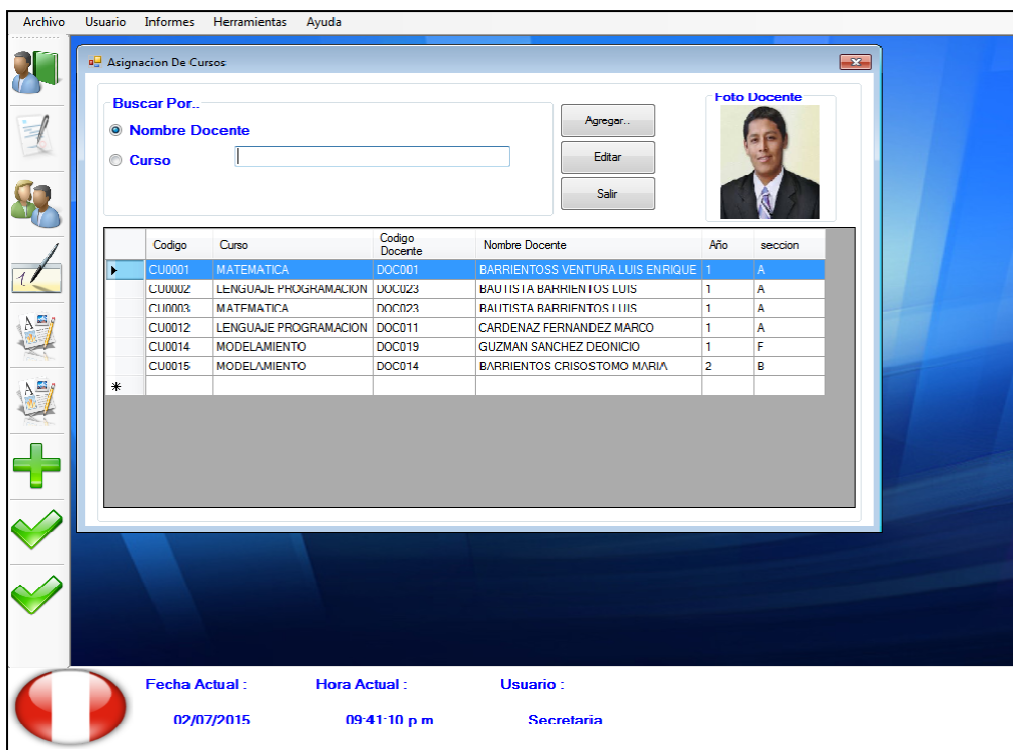 Archivo Usuario Informes Herramientas Ayuda
Asignacion De Cursos
Buscar Por..
Nombre Docente
Curso
Agregar..
Editar
Salir
Foto Docente
Codigo Curso Codigo Docente Nombre Docente Año seccion
CU0001 MATEMATICA DOC001 BARRIENTOSS VENTURA LUIS ENRIQUE 1 A
CU0002 LENGUAJE PROGRAMACION DOC023 BAUTISTA BARRIENTOS LUIS 1 A
CU0003 MATEMATICA DOC023 BAUTISTA BARRIENTOS LUIS 1 A
CU0012 LENGUAJE PROGRAMACION DOC011 CARDENAZ FERNANDEZ MARCO 1 A
CU0014 MODELAMIENTO DOC019 GUZMAN SANCHEZ DEONICIO 1 F
CU0015 MODELAMIENTO DOC014 BARRIENTOS CRISOSTOMO MARIA 2 B
Fecha Actual : Hora Actual : Usuario :
02/07/2015 09:41:10 p m Secretaria